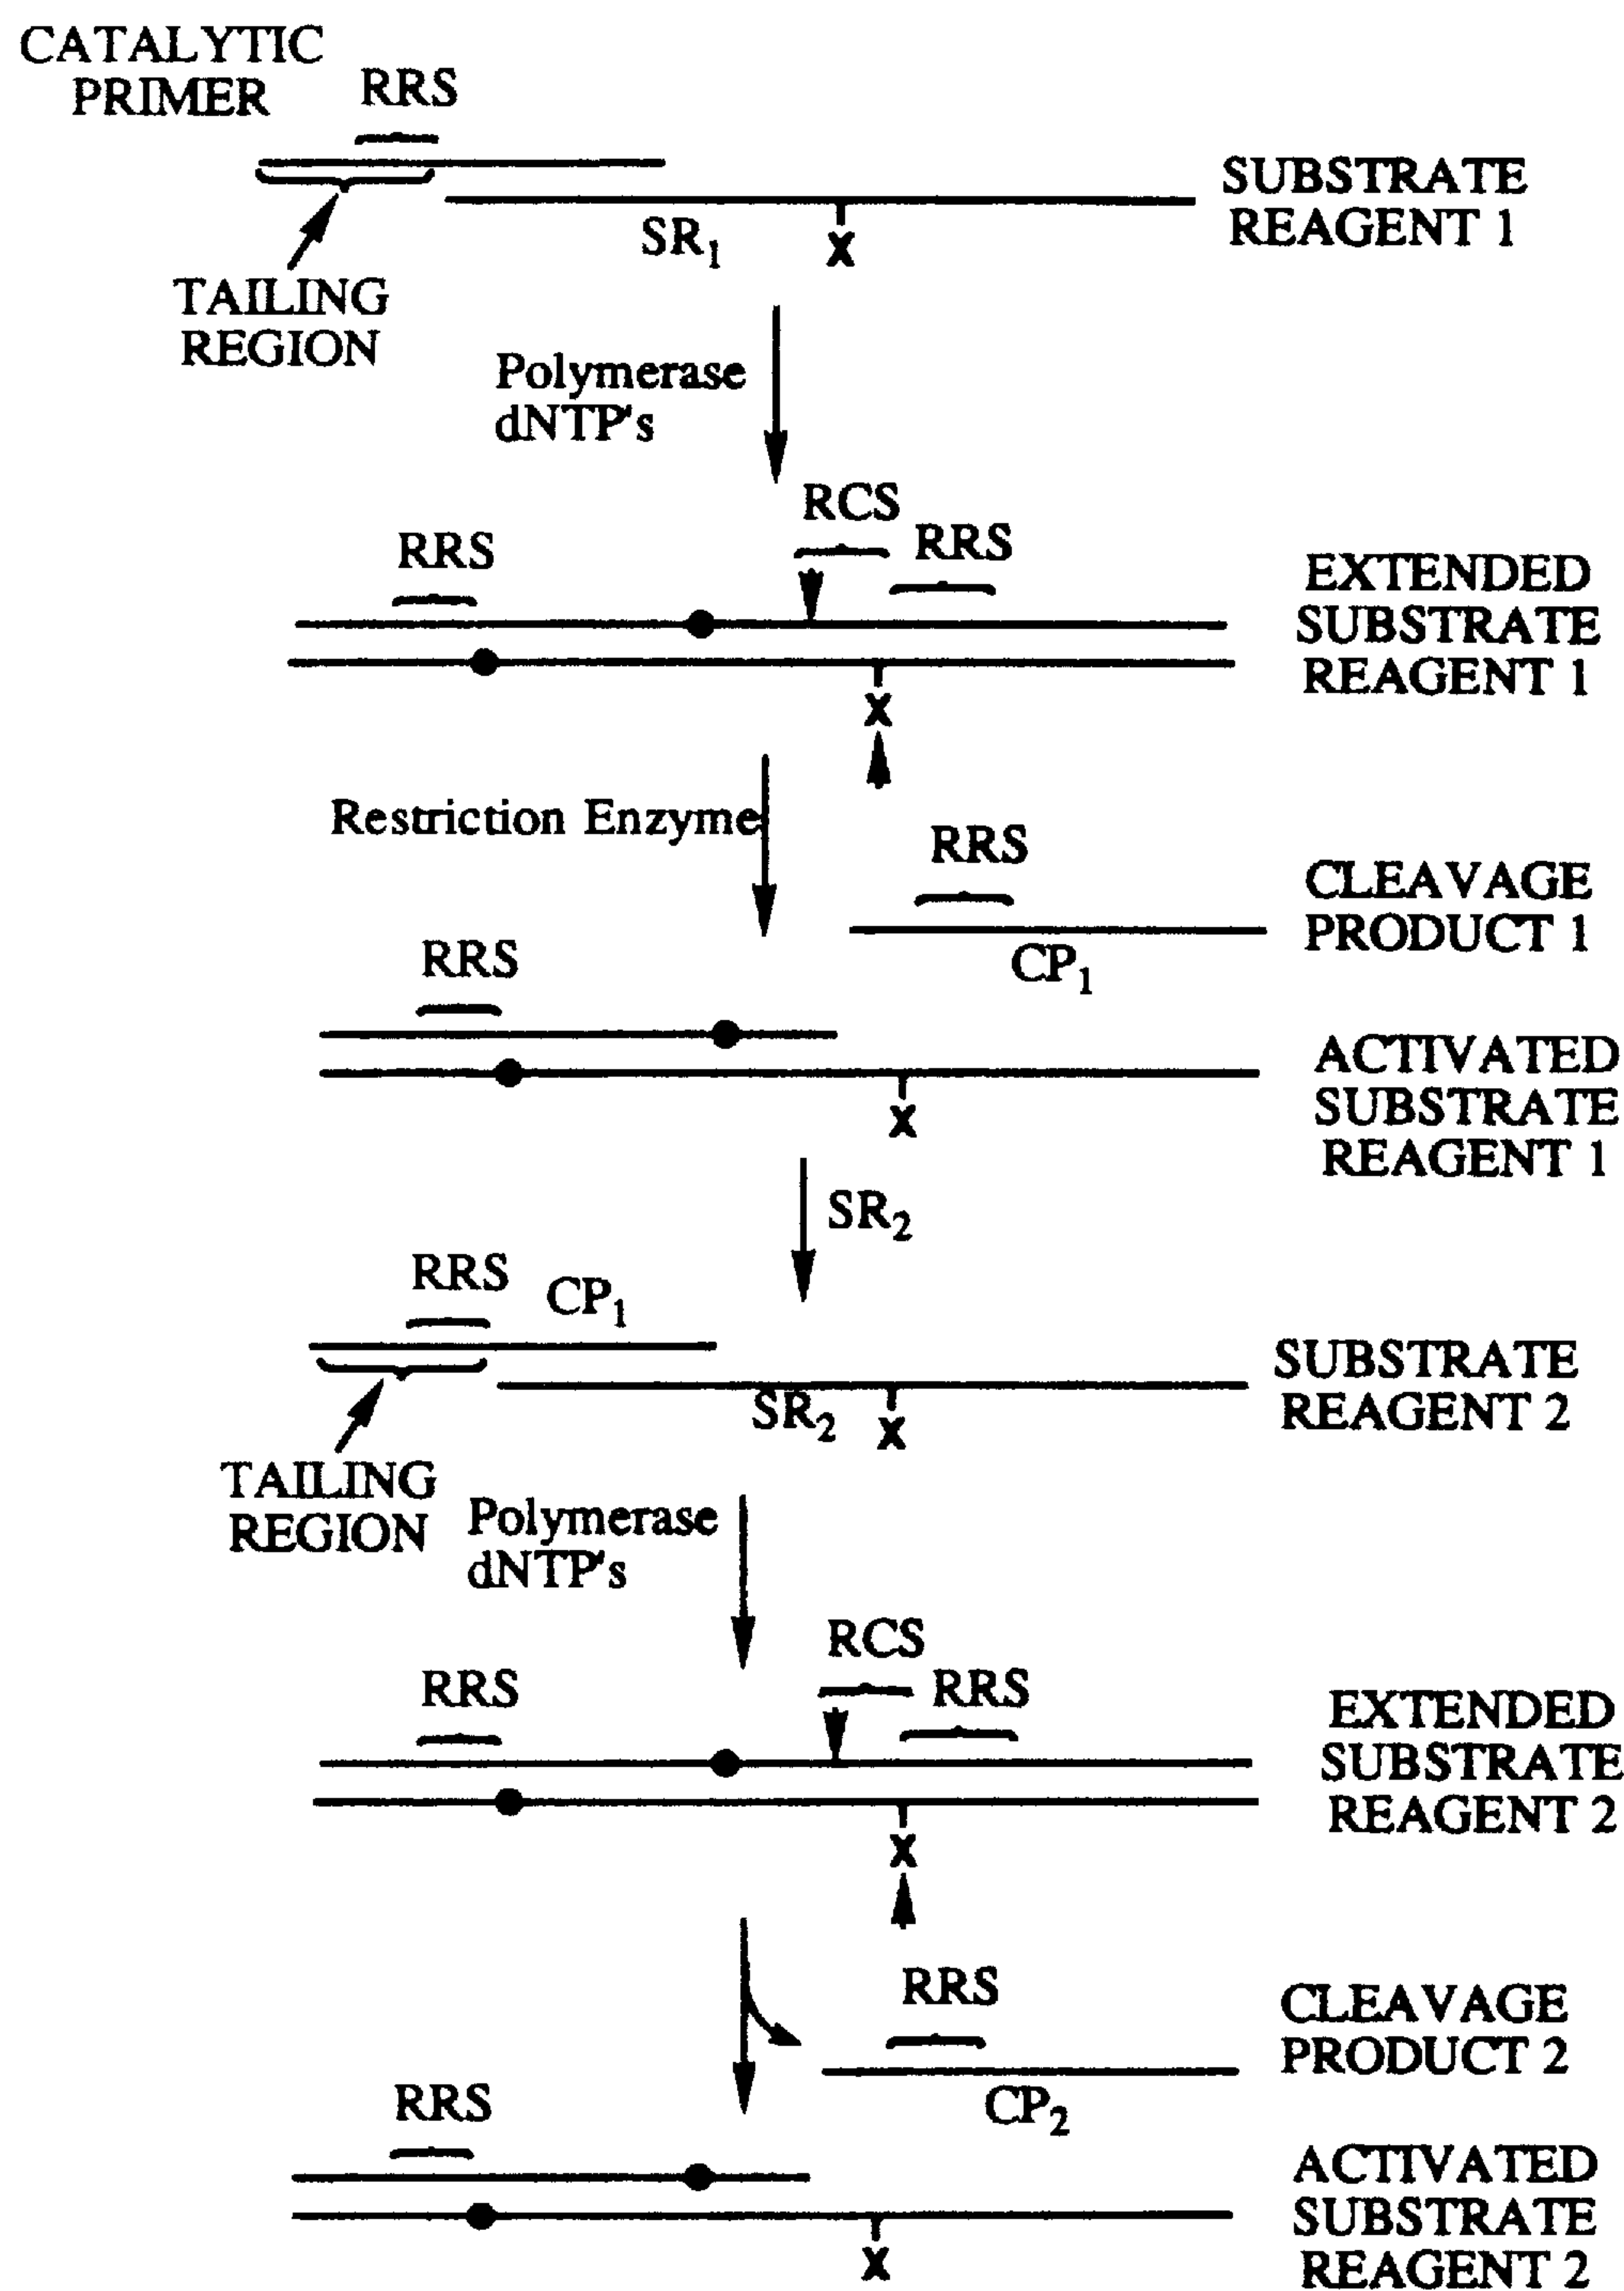 CATALYTIC
PRIMER
RRS
SUBSTRATE
REAGENT 1
SR1
X
TAILING
REGION
Polymerase
dNTP's
RCS
RRS
RRS
EXTENDED
SUBSTRATE
REAGENT 1
X
Restriction Enzyme
RRS
CLEAVAGE
PRODUCT 1
CP1
RRS
ACTIVATED
SUBSTRATE
REAGENT 1
X
SR2
RRS
CP1
SUBSTRATE
REAGENT 2
SR2
X
TAILING
REGION
Polymerase
dNTP's
RCS
RRS
RRS
EXTENDED
SUBSTRATE
REAGENT 2
X
RRS
CLEAVAGE
PRODUCT 2
CP2
RRS
ACTIVATED
SUBSTRATE
REAGENT 2
X